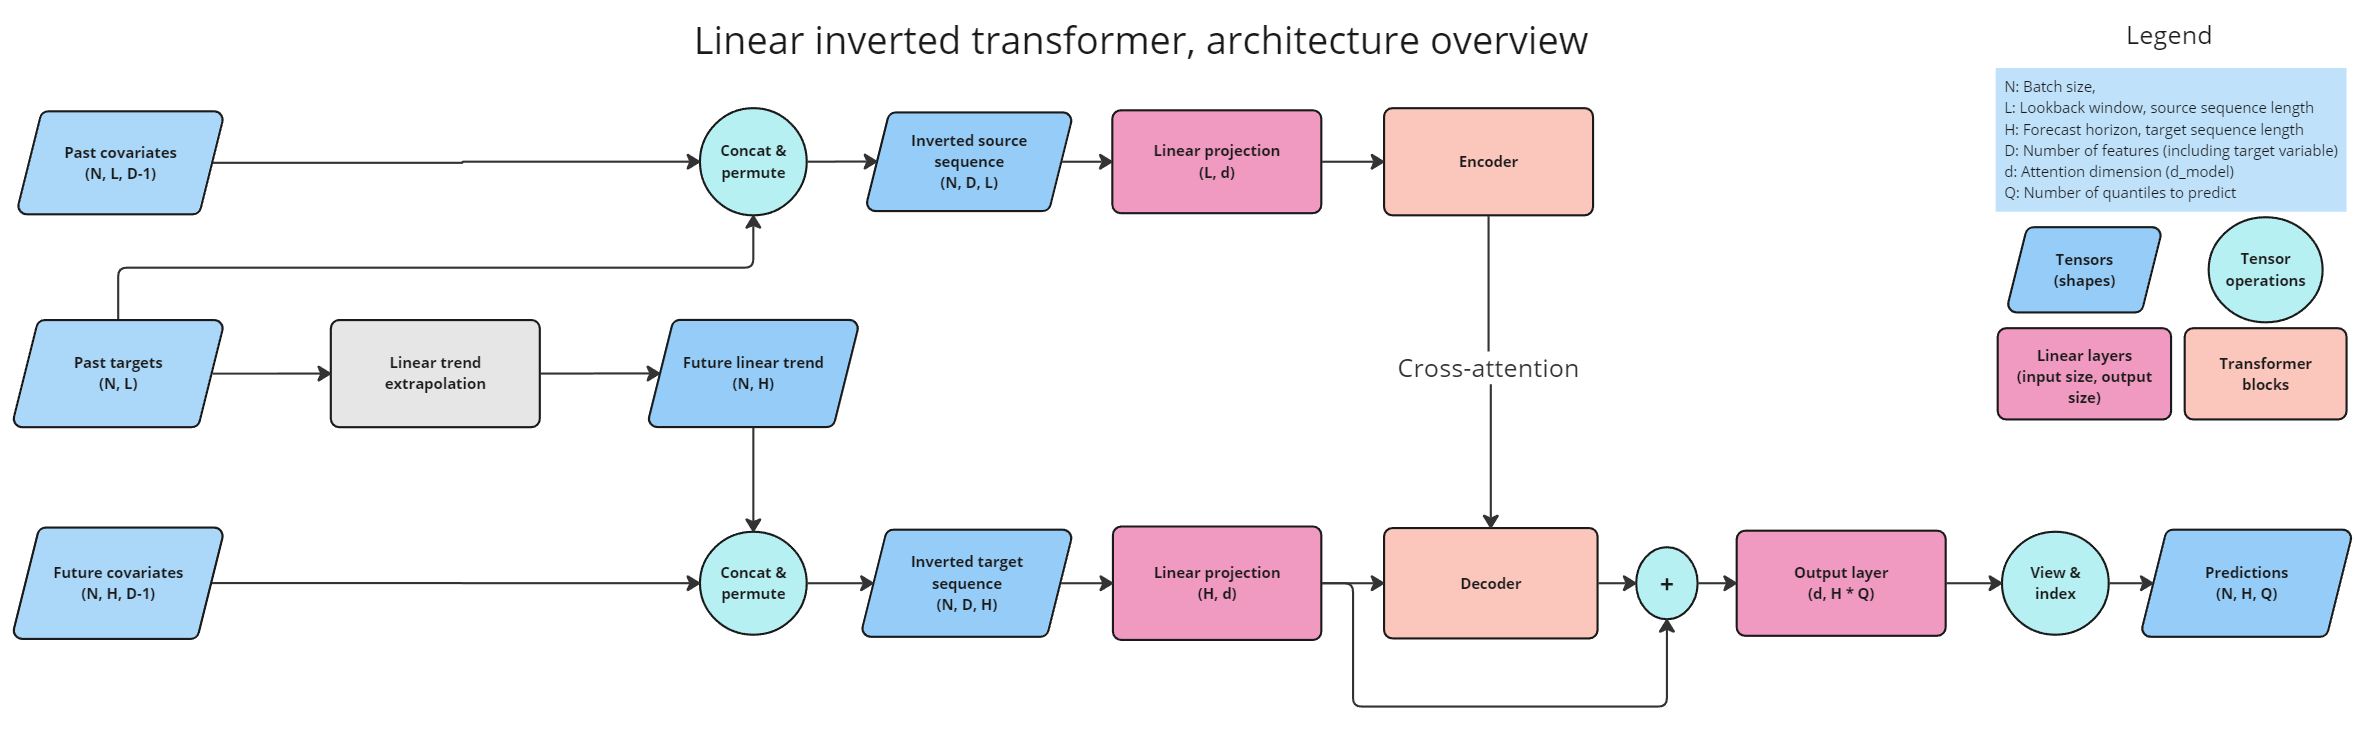 Linear inverted transformer, architecture overview
Legend
N: Batch size,
L: Lookback window, source sequence length
H: Forecast horizon, target sequence length
D: Number of features (including target variable)
d: Attention dimension (d_model)
Q: Number of quantiles to predict
Past covariates
(N, L, D-1)
Concat &
permute
Inverted source
sequence
(N, D, L)
Linear projection
(L, d)
Encoder
Tensors
(shapes)
Tensor
operations
Linear layers
(input size, output
size)
Transformer
blocks
Past targets
(N, L)
Linear trend
extrapolation
Future linear trend
(N, H)
Cross-attention
Future covariates
(N, H, D-1)
Concat &
permute
Inverted target
sequence
(N, D, H)
Linear projection
(H, d)
Decoder
+
Output layer
(d, H * Q)
View &
index
Predictions
(N, H, Q)